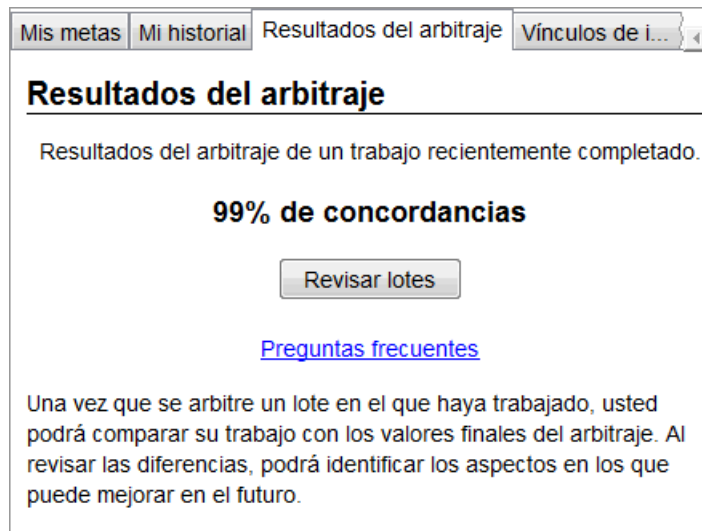 Mis metas Mi historial Resultados del arbitraje Vínculos de i...
Resultados del arbitraje
Resultados del arbitraje de un trabajo recientemente completado.
99% de concordancias
Revisar lotes
Preguntas frecuentes
Una vez que se arbitre un lote en el que haya trabajado, usted
podrá comparar su trabajo con los valores finales del arbitraje. Al
revisar las diferencias, podrá identificar los aspectos en los que
puede mejorar en el futuro.